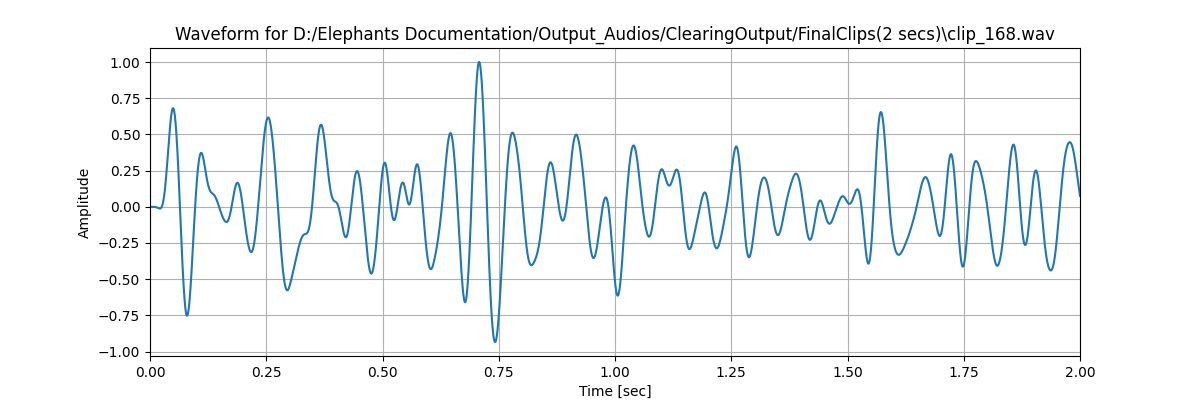 Waveform for D:/Elephants Documentation/Output_Audios/ClearingOutput/FinalClips(2 secs)\clip_168.wav
1.00
0.75
0.50
0.25
0.00
−0.25
−0.50
−0.75
−1.00
Amplitude
0.00 0.25 0.50 0.75 1.00 1.25 1.50 1.75 2.00
Time [sec]